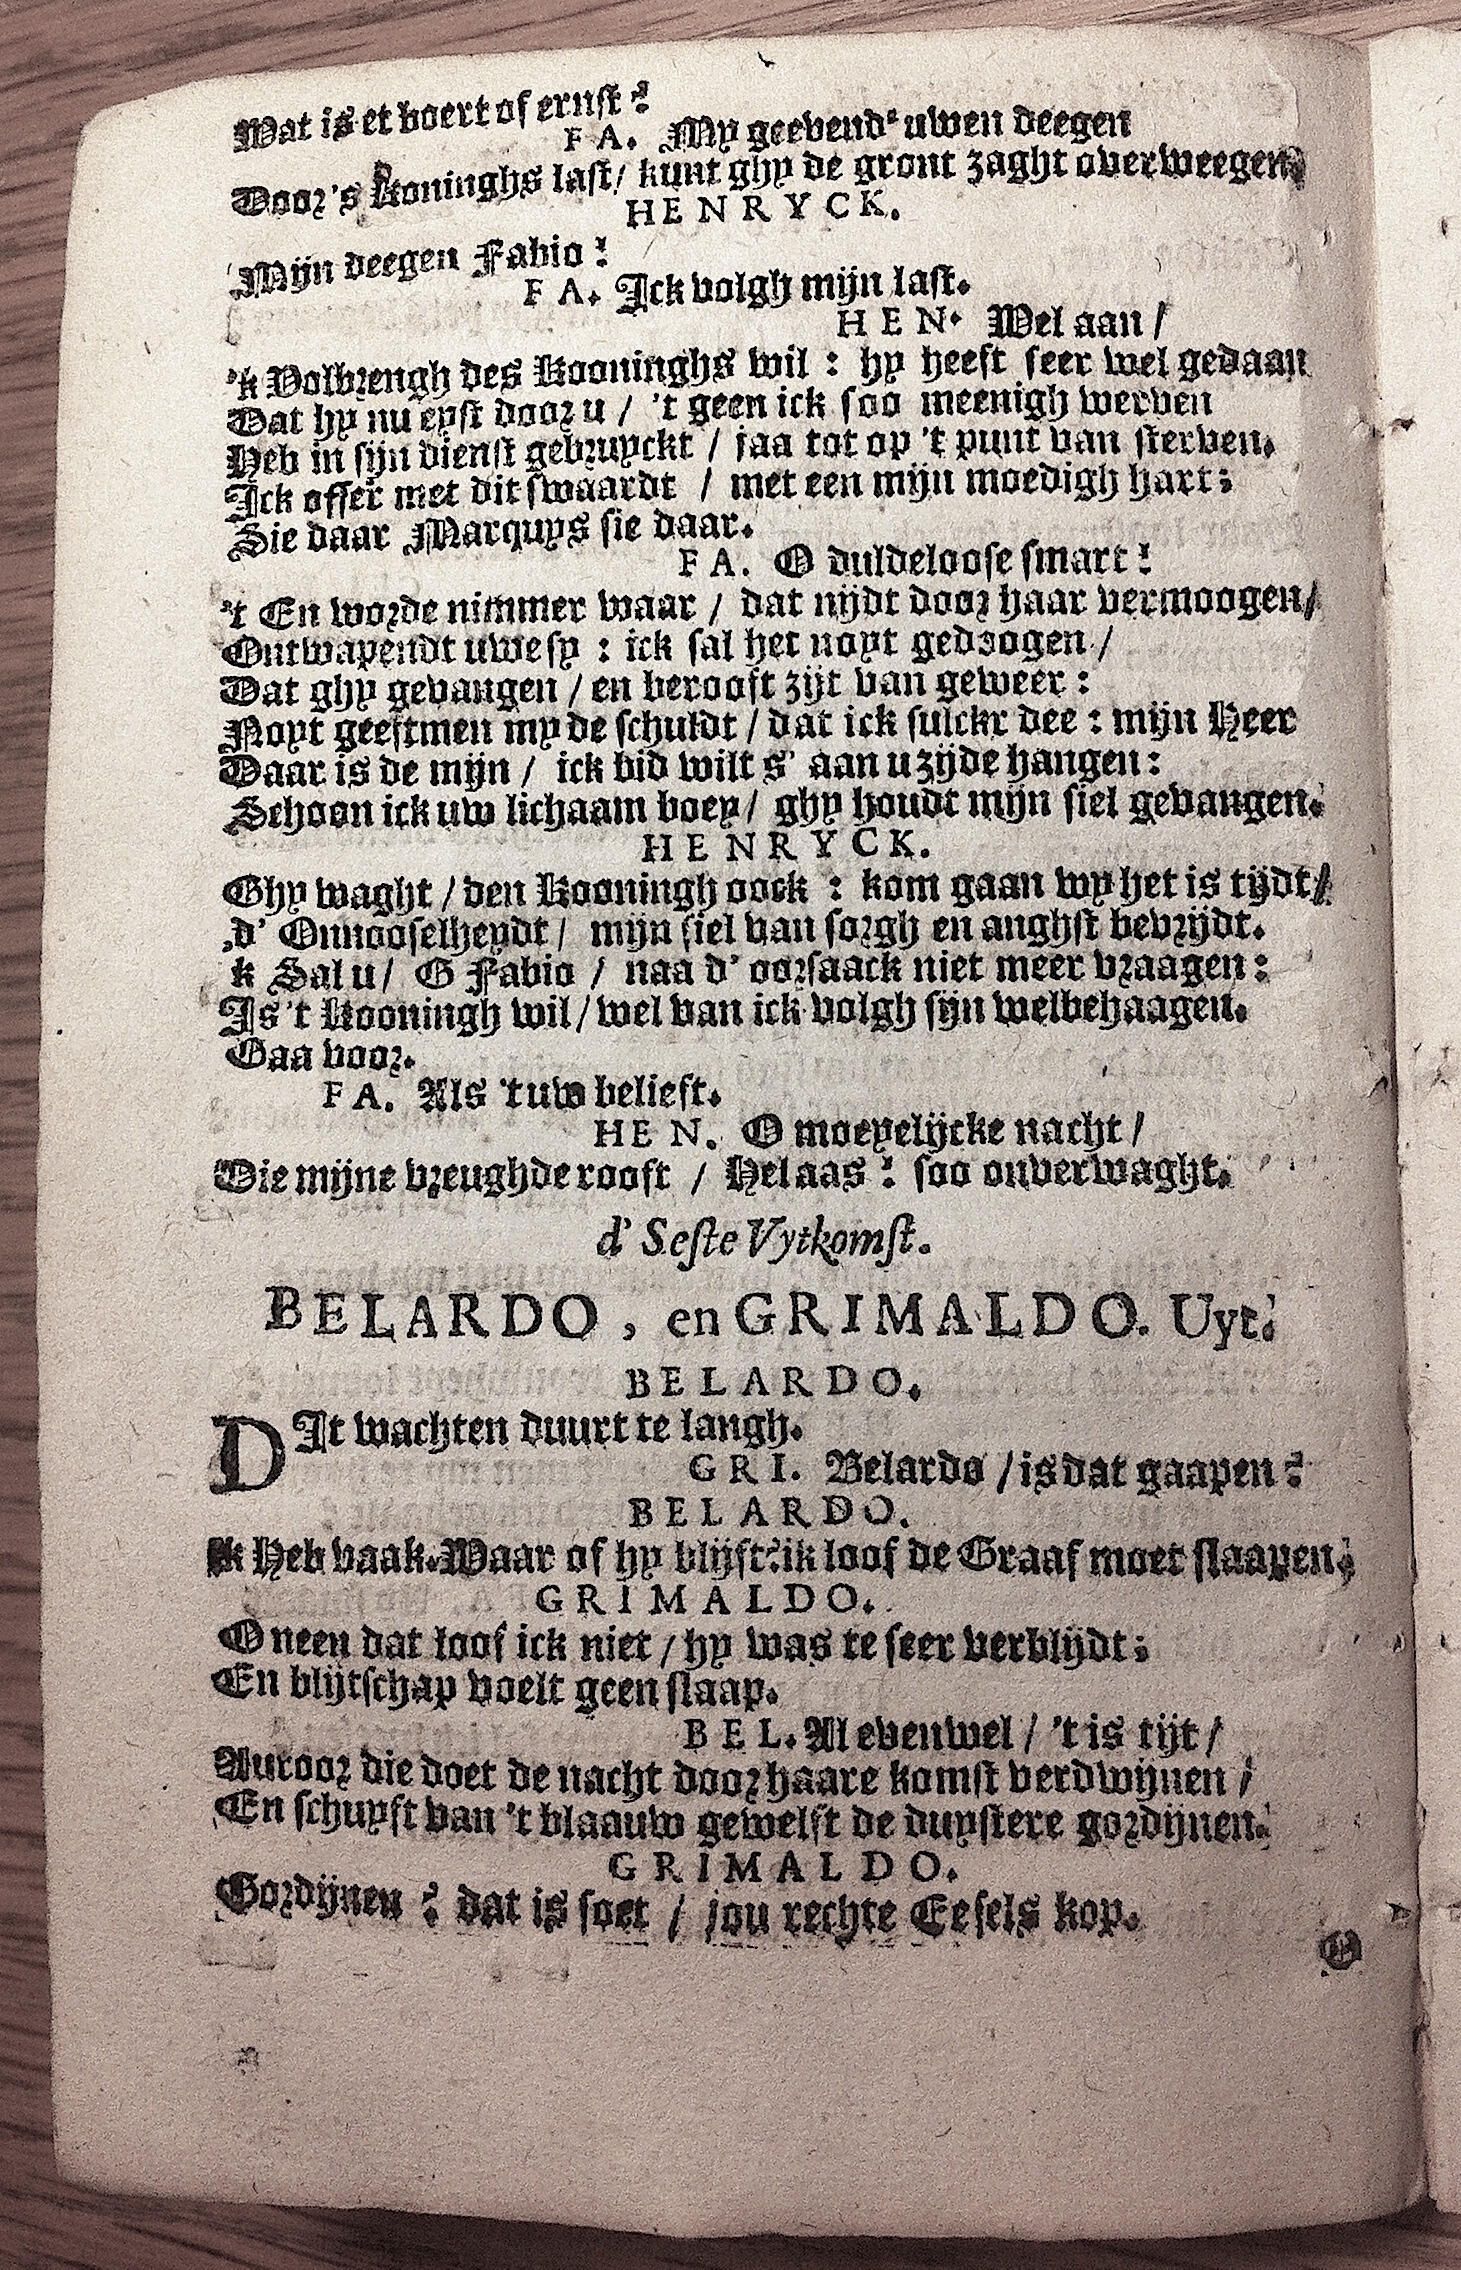 Wat is et boert of ernst?
FA. My geevend' uwen deegen
Door's Koninghs last/ kunt ghy de gront zaght overweegen.
HENRYCK.
Mijn deegen Fabio!
FA. Ick volgh mijn last.
HEN. Wel aan /
'k Volbrengh des Kooninghs wil : hy heeft seer wel gedaan
Dat hy nu eyst door u / 't geen ick soo meenigh werven
Heb in sijn dienst gebruyckt / jaa tot op 't punt van sterven.
Ick offer met dit swaardt / met een mijn moedigh hart;
Sie daar Marquys sie daar.
FA. O duldeloose smart!
't En worde nimmer waar / dat nijdt door haar vermoogen/
Ontwapendt uwe sy : ick sal het noyt gedoogen /
Dat ghy gevangen / en berooft zijt van geweer :
Noyt geeftmen my de schuldt / dat ick sulckx dee : mijn Heer
Daar is de mijn / ick bid wilt s' aan u zijde hangen :
Schoon ick uw lichaam boey/ ghy houdt mijn siel gevangen.
HENRYCK.
Ghy waght / den Kooningh oock : kom gaan wy het is tijdt/
,d' Onnooselheydt / mijn siel van sorgh en anghst bevrijdt.
k Sal u/ G Fabio / naa d' oorsaack niet meer vraagen :
Is 't Kooningh wil/ wel van ick volgh sijn welbehaagen.
Gaa voor.
FA. Als 't uw belieft.
HEN. O moeyelijcke nacht /
Die mijne vreughde rooft / Helaas! soo onverwaght.
d' Seste Vytkomst.
BELARDO, en GRIMALDO. Uyt.
BELARDO.
DIt wachten duurt te langh.
GRI. Belardo / is dat gaapen?
BELARDO.
Ik Heb vaak. Waar of hy blijft? ik loof de Graaf moet slaapen.
GRIMALDO.
O neen dat loof ick niet / hy was te seer verblijdt;
En blijtschap voelt geen slaap.
BEL. Al evenwel / 't is tijt /
Auroor die doet de nacht door haare komst verdwijnen /
En schuyft van 't blaauw gewelft de duystere gordijnen.
GRIMALDO.
Gordijnen? dat is soet / jou rechte Eesels kop.